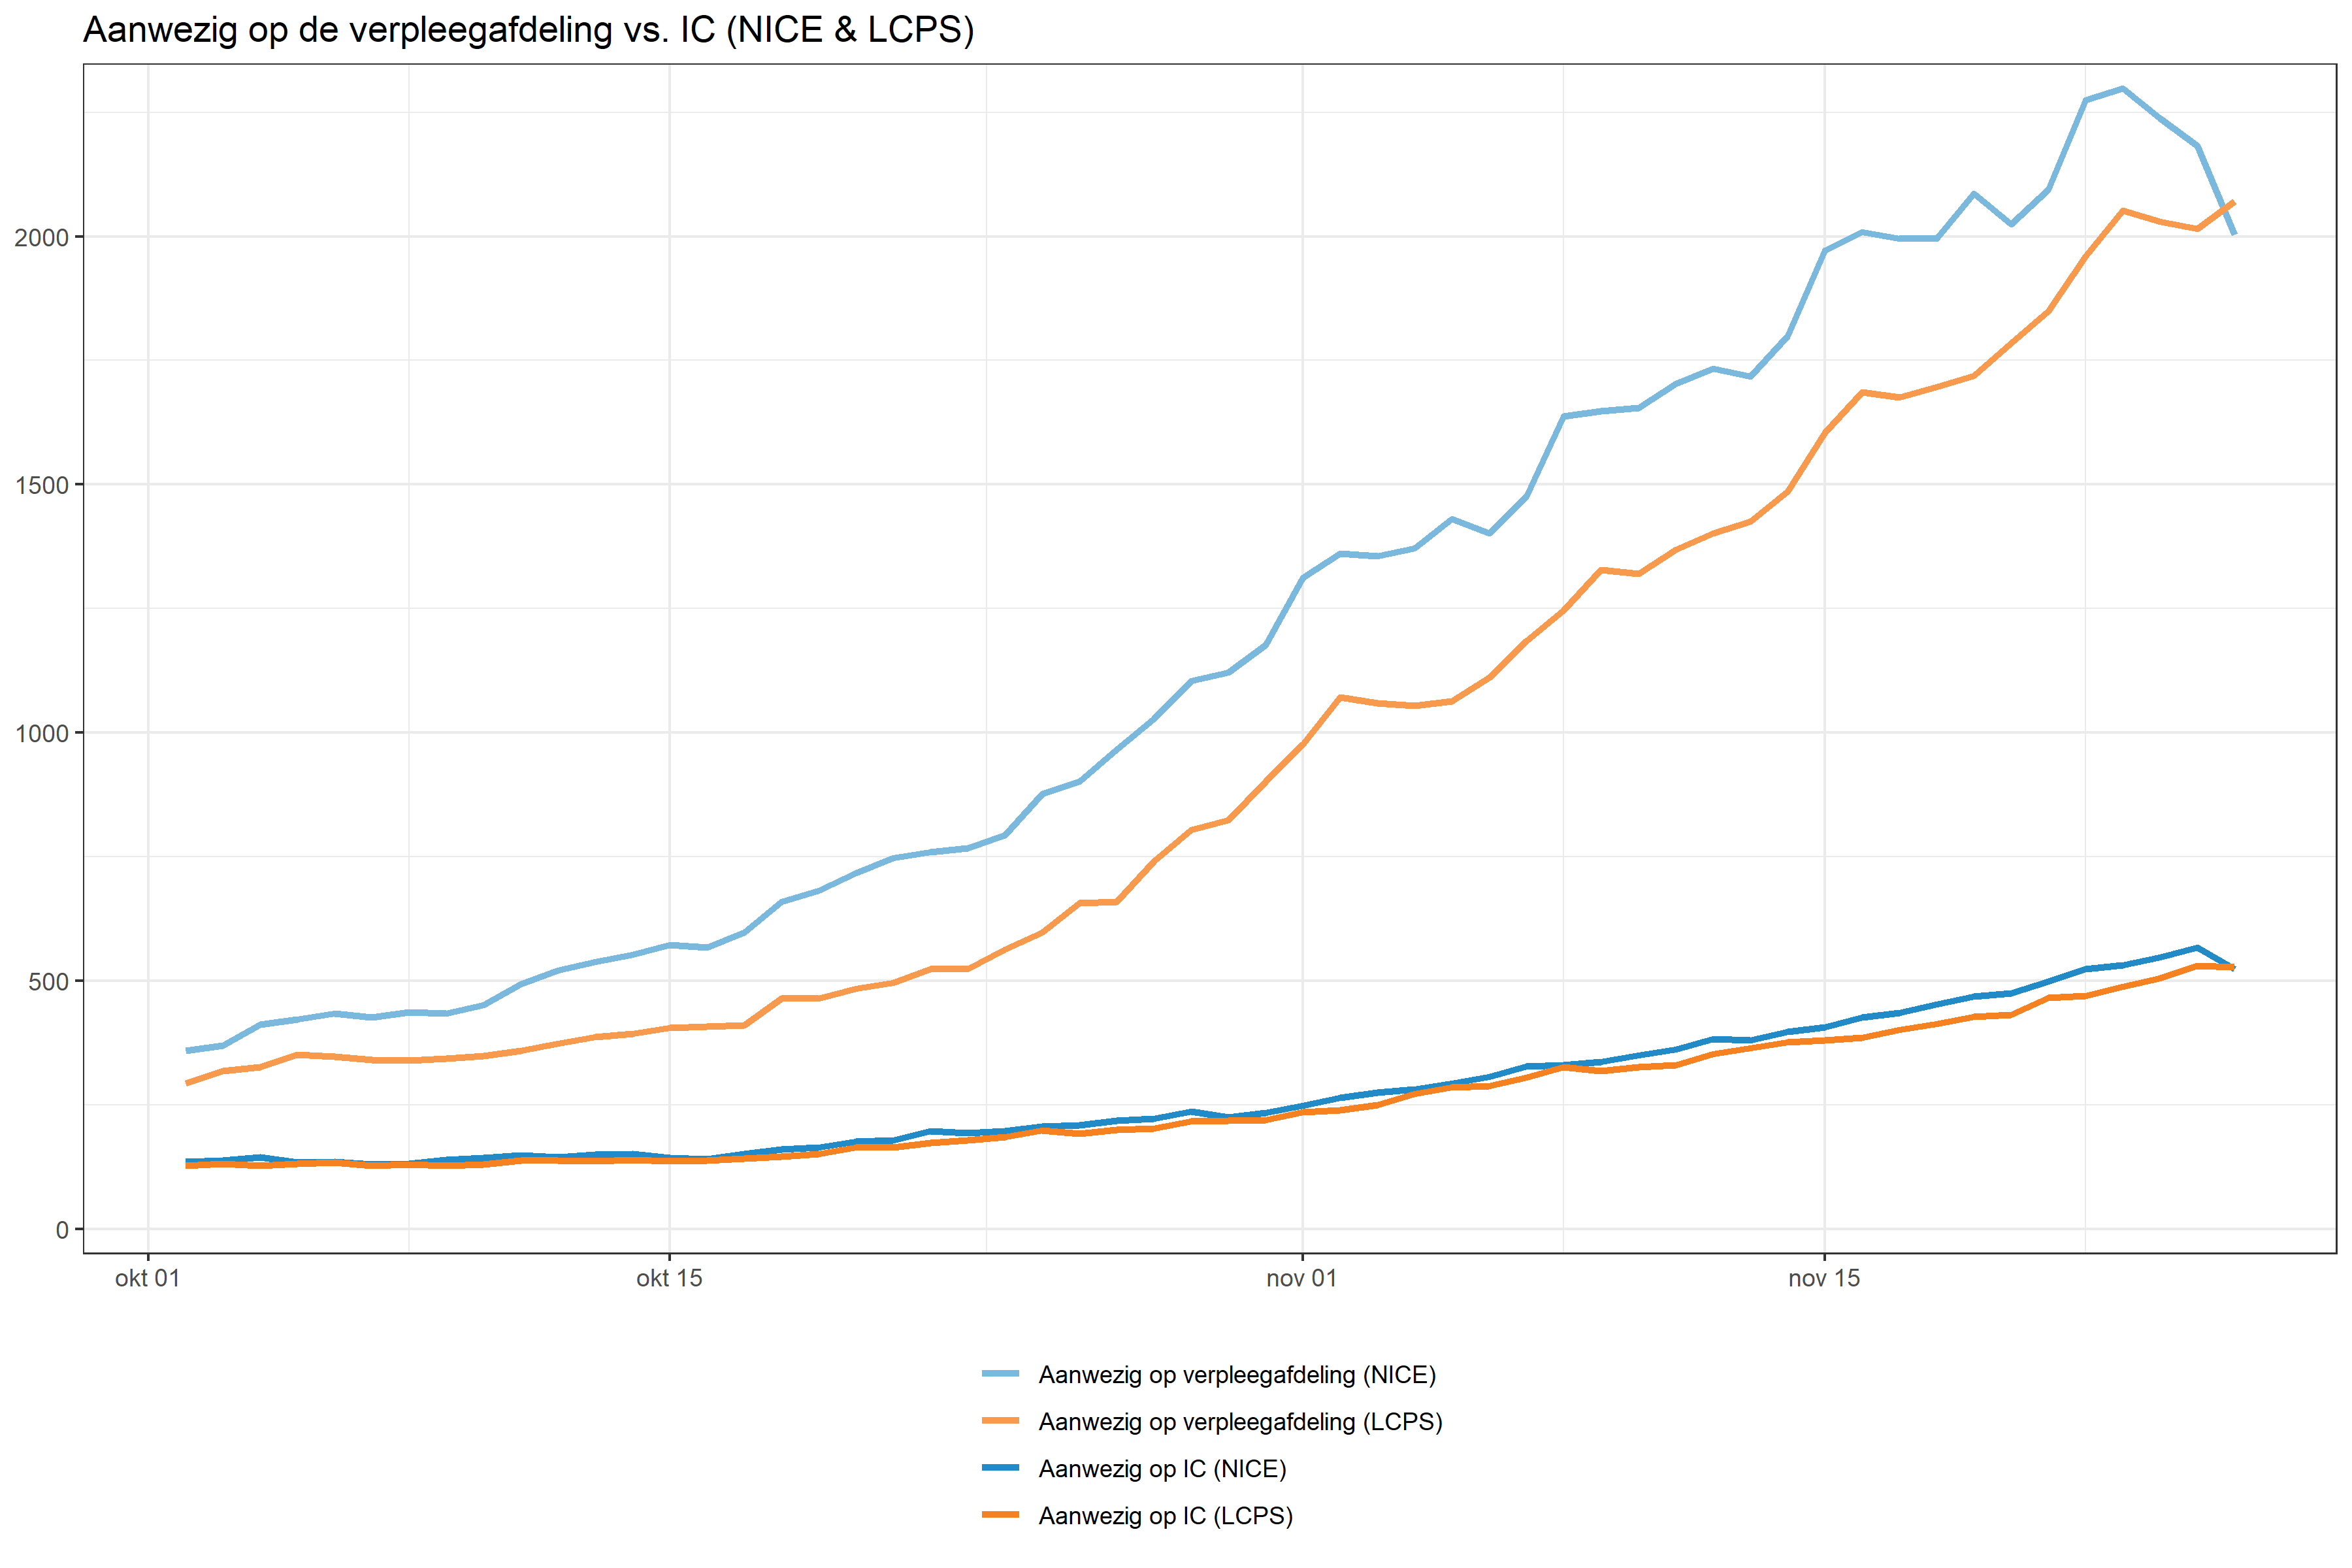 Aanwezig op de verpleegafdeling vs. IC (NICE & LCPS)
2000
1500
1000
500
0
okt 01
okt 15
nov 01
nov 15
Aanwezig op verpleegafdeling (NICE)
Aanwezig op verpleegafdeling (LCPS)
Aanwezig op IC (NICE)
Aanwezig op IC (LCPS)